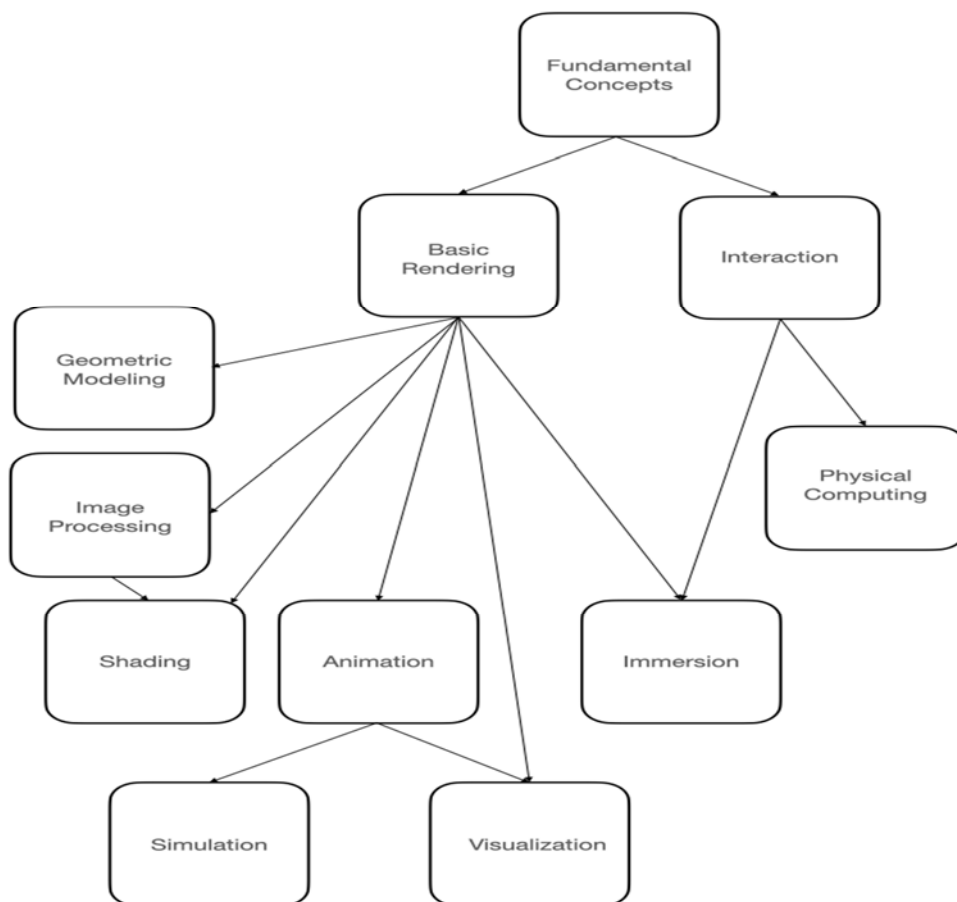 Fundamental
Concepts
Basic
Rendering
Interaction
Geometric
Modeling
Physical
Computing
Image
Processing
Shading
Animation
Immersion
Simulation
Visualization